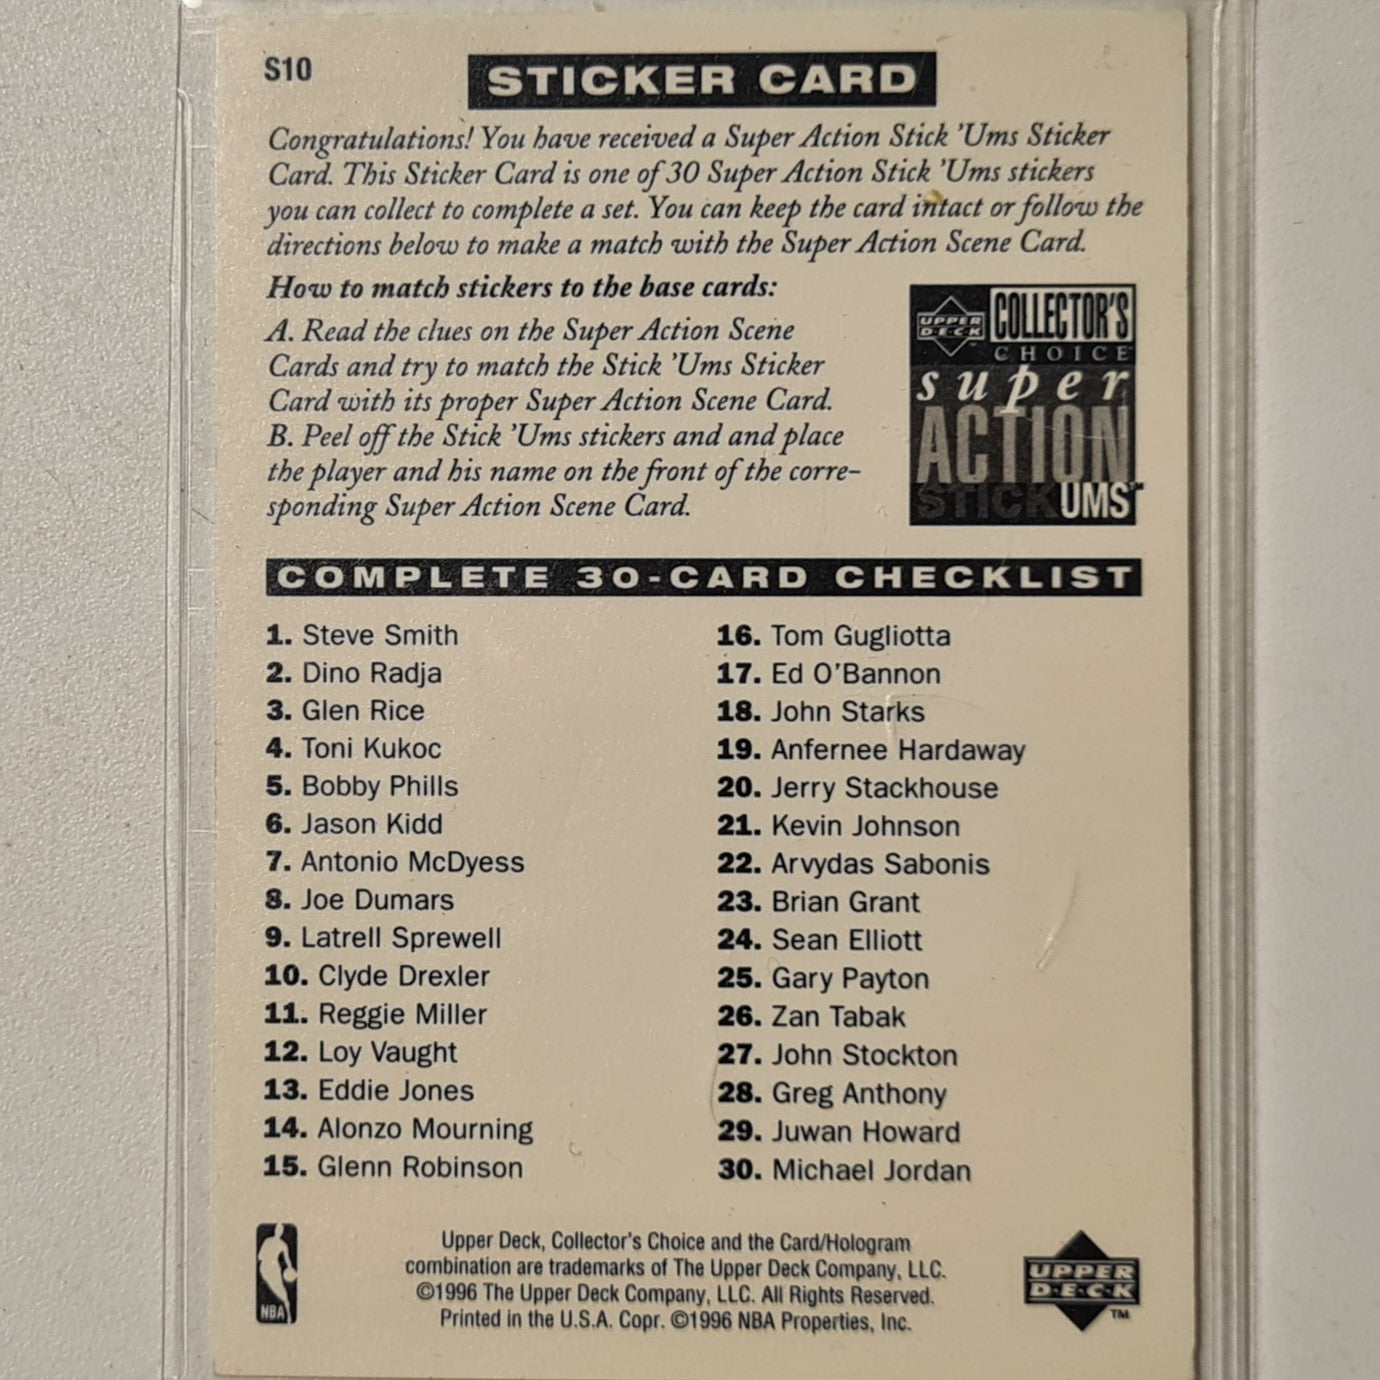 S10
STICKER CARD
Congratulations! You have received a Super Action Stick 'Ums Sticker
Card. This Sticker Card is one of 30 Super Action Stick 'Ums stickers
you can collect to complete a set. You can keep the card intact or follow the
directions below to make a match with the Super Action Scene Card.
How to match stickers to the base cards:
A. Read the clues on the Super Action Scene
Cards and try to match the Stick 'Ums Sticker
Card with its proper Super Action Scene Card.
B. Peel off the Stick 'Ums stickers and and place
the player and his name on the front of the corre-
sponding Super Action Scene Card.
UPPER
DECK
COLLECTOR'S
CHOICE
super
ACTION
STICKUMS™
COMPLETE 30-CARD CHECKLIST
1. Steve Smith
2. Dino Radja
3. Glen Rice
4. Toni Kukoc
5. Bobby Phills
6. Jason Kidd
7. Antonio McDyess
8. Joe Dumars
9. Latrell Sprewell
10. Clyde Drexler
11. Reggie Miller
12. Loy Vaught
13. Eddie Jones
14. Alonzo Mourning
15. Glenn Robinson
16. Tom Gugliotta
17. Ed O'Bannon
18. John Starks
19. Anfernee Hardaway
20. Jerry Stackhouse
21. Kevin Johnson
22. Arvydas Sabonis
23. Brian Grant
24. Sean Elliott
25. Gary Payton
26. Zan Tabak
27. John Stockton
28. Greg Anthony
29. Juwan Howard
30. Michael Jordan
NBA
Upper Deck, Collector's Choice and the Card/Hologram
combination are trademarks of The Upper Deck Company, LLC.
©1996 The Upper Deck Company, LLC. All Rights Reserved.
Printed in the U.S.A. Copr. ©1996 NBA Properties, Inc.
UPPER
DECK
™